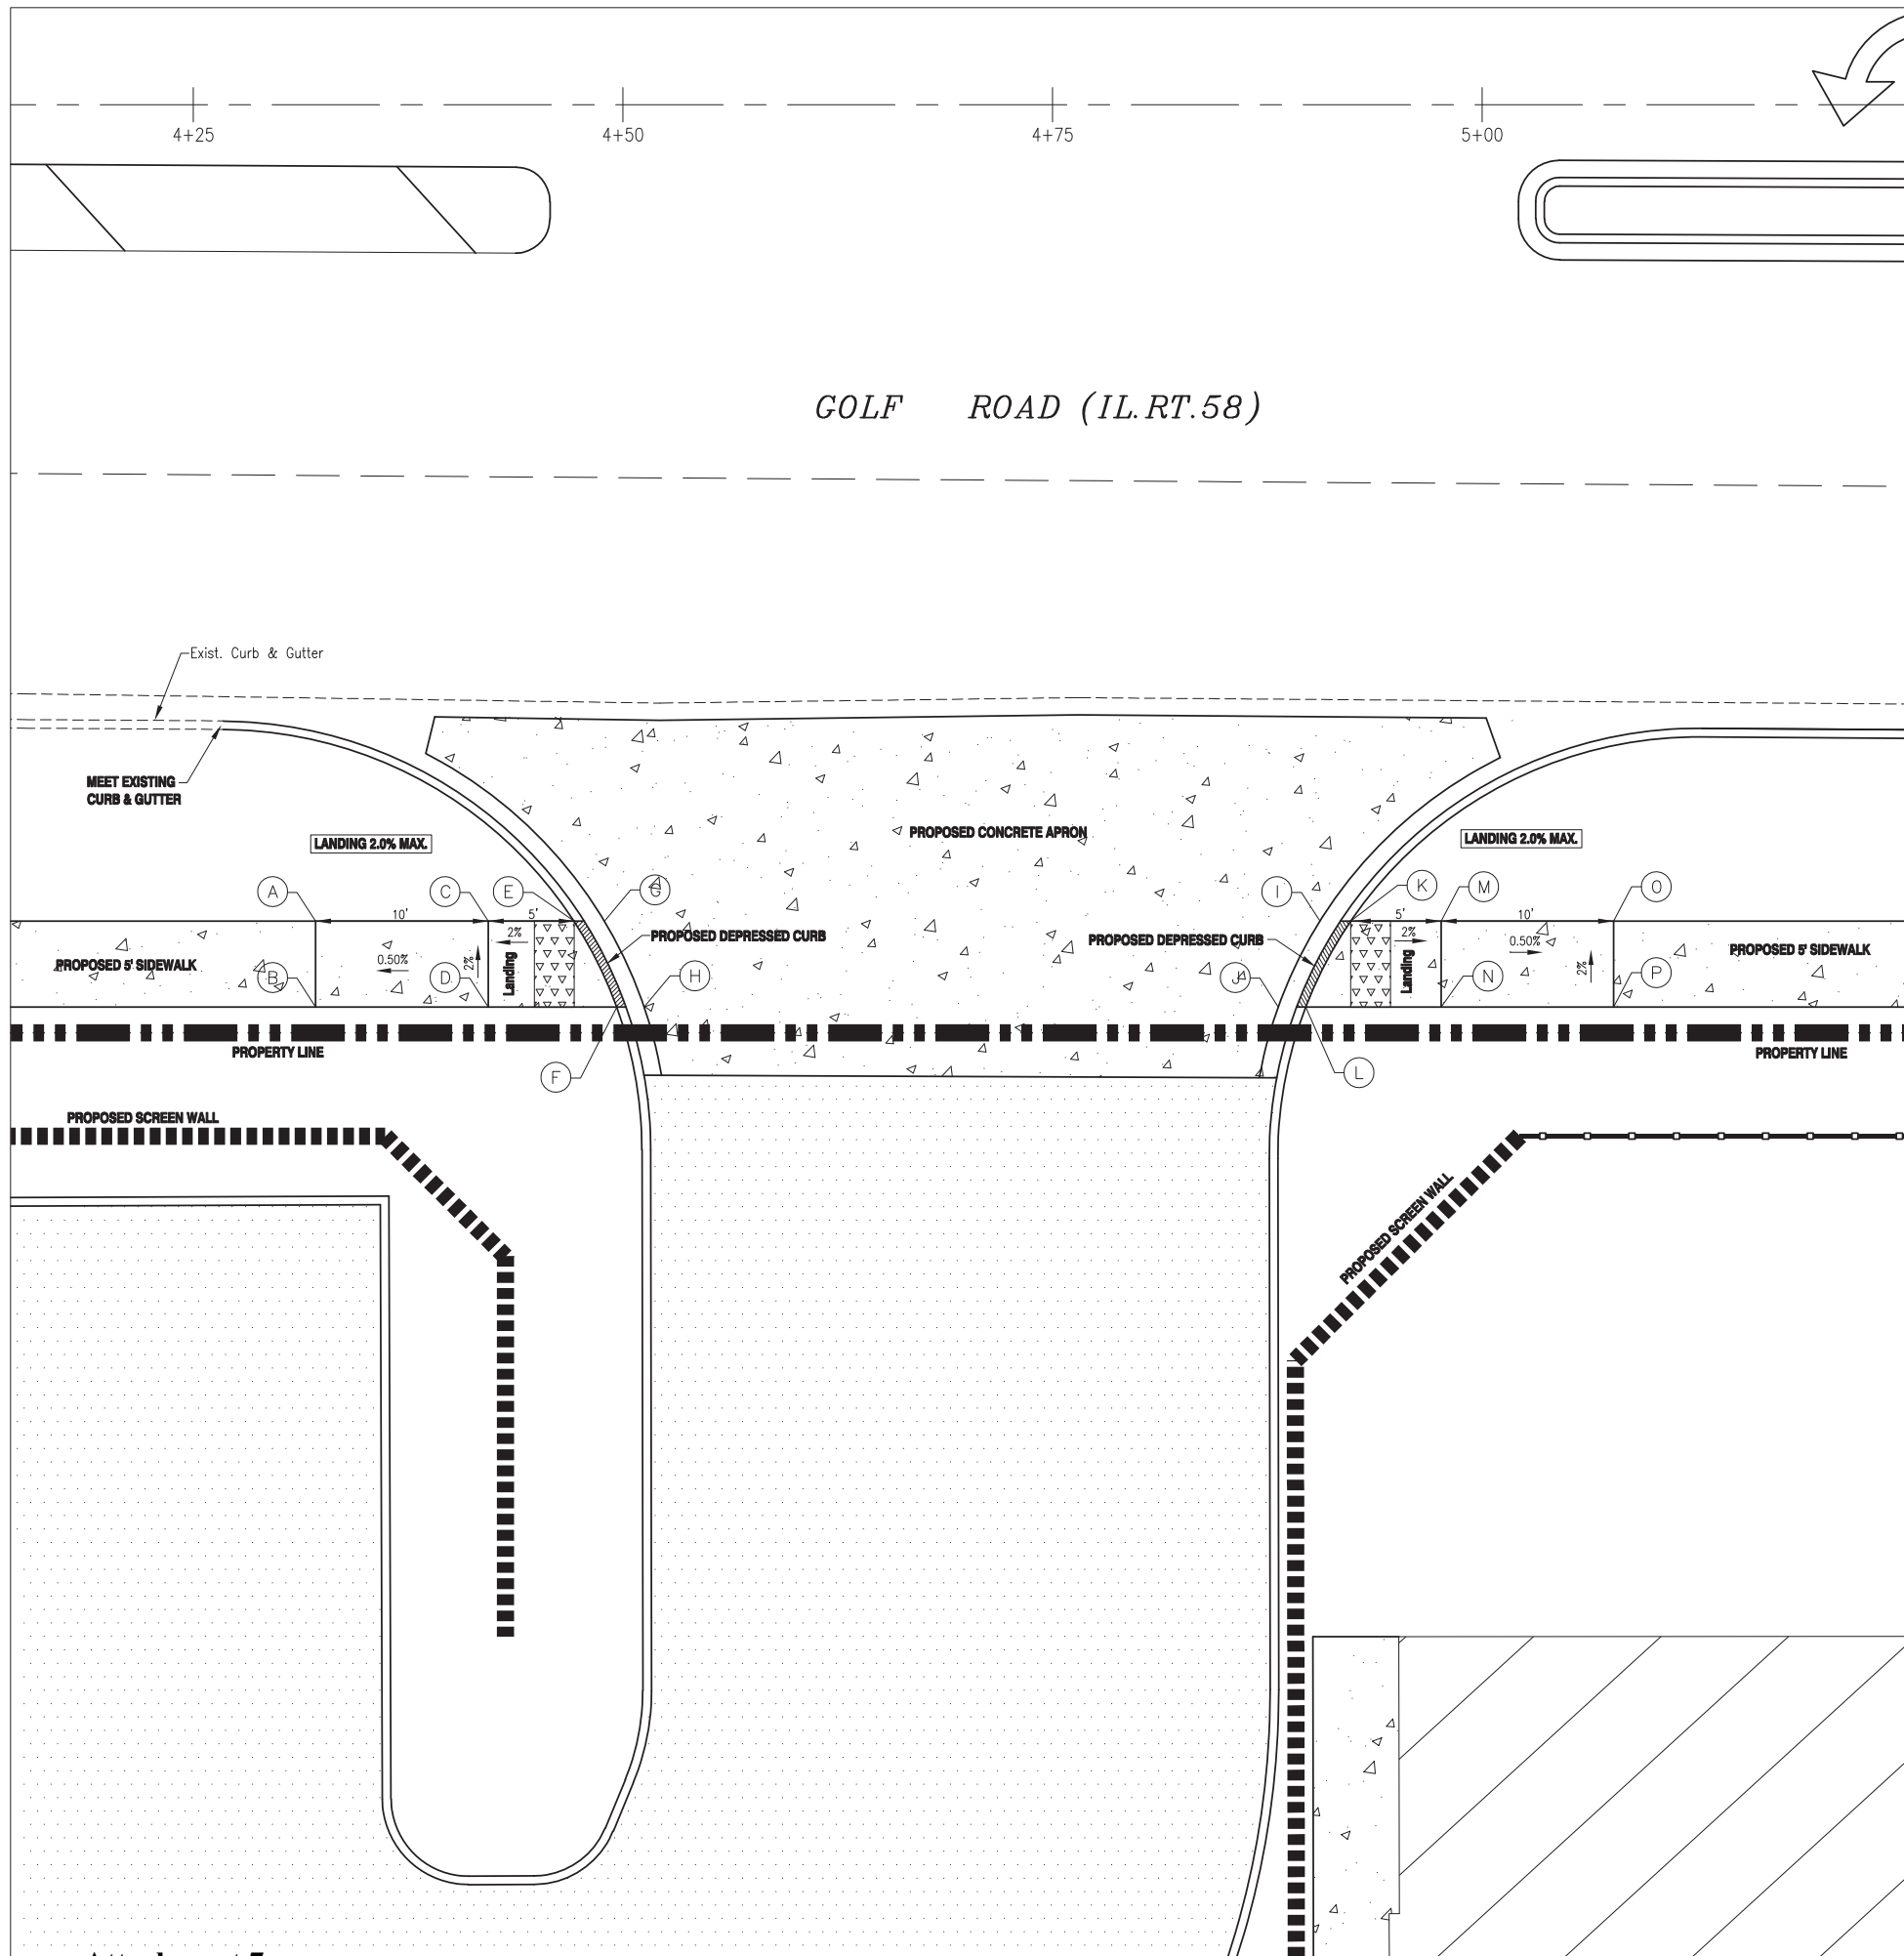 4+25
4+50
4+75
5+00
GOLF ROAD (IL.RT.58)
Exist. Curb & Gutter
MEET EXISTING
CURB & GUTTER
LANDING 2.0% MAX.
PROPOSED CONCRETE APRON
LANDING 2.0% MAX.
A
C
E
G
I
K
M
O
10'
5'
5'
10'
2%
PROPOSED DEPRESSED CURB
PROPOSED DEPRESSED CURB
2%
0.50%
PROPOSED 5' SIDEWALK
PROPOSED 5' SIDEWALK
0.50%
2%
Landing
Landing
2%
B
D
H
J
N
P
PROPERTY LINE
PROPERTY LINE
F
L
PROPOSED SCREEN WALL
PROPOSED SCREEN WALL